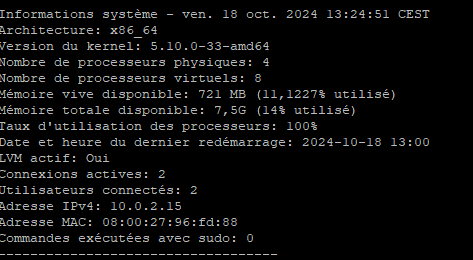 Informations système - ven. 18 oct. 2024 13:24:51 CEST
Architecture: x86_64
Version du kernel: 5.10.0-33-amd64
Nombre de processeurs physiques: 4
Nombre de processeurs virtuels: 8
Mémoire vive disponible: 721 MB (11,1227% utilisé)
Mémoire totale disponible: 7,5G (14% utilisé)
Taux d'utilisation des processeurs: 100%
Date et heure du dernier redémarrage: 2024-10-18 13:00
LVM actif: Oui
Connexions actives: 2
Utilisateurs connectés: 2
Adresse IPv4: 10.0.2.15
Adresse MAC: 08:00:27:96:fd:88
Commandes exécutées avec sudo: 0
-----------------------------------